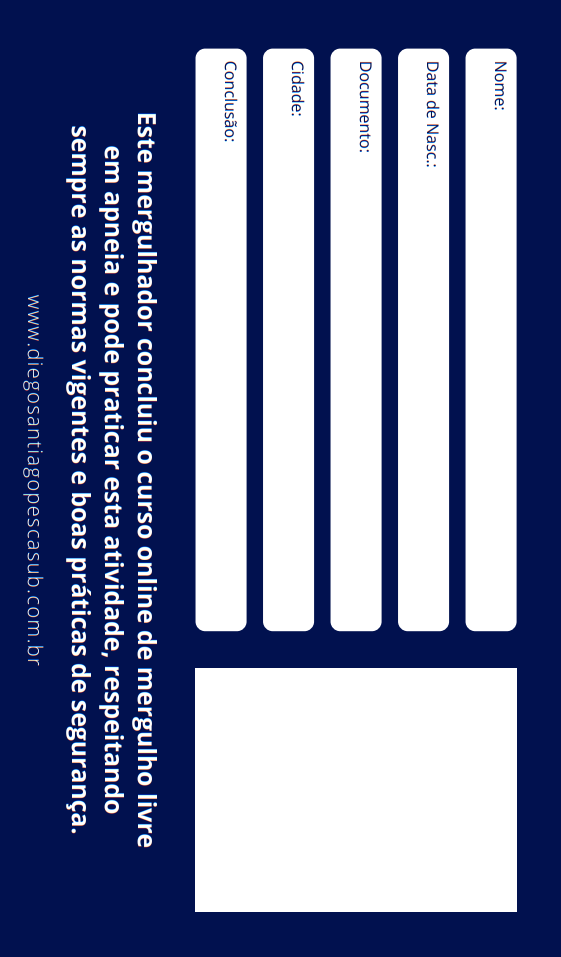 Nome:
Data de Nasc.:
Documento:
Cidade:
Conclusão:
Este mergulhador concluiu o curso online de mergulho livre
em apneia e pode praticar esta atividade, respeitando
sempre as normas vigentes e boas práticas de segurança.
www.diegosantiagopescasub.com.br